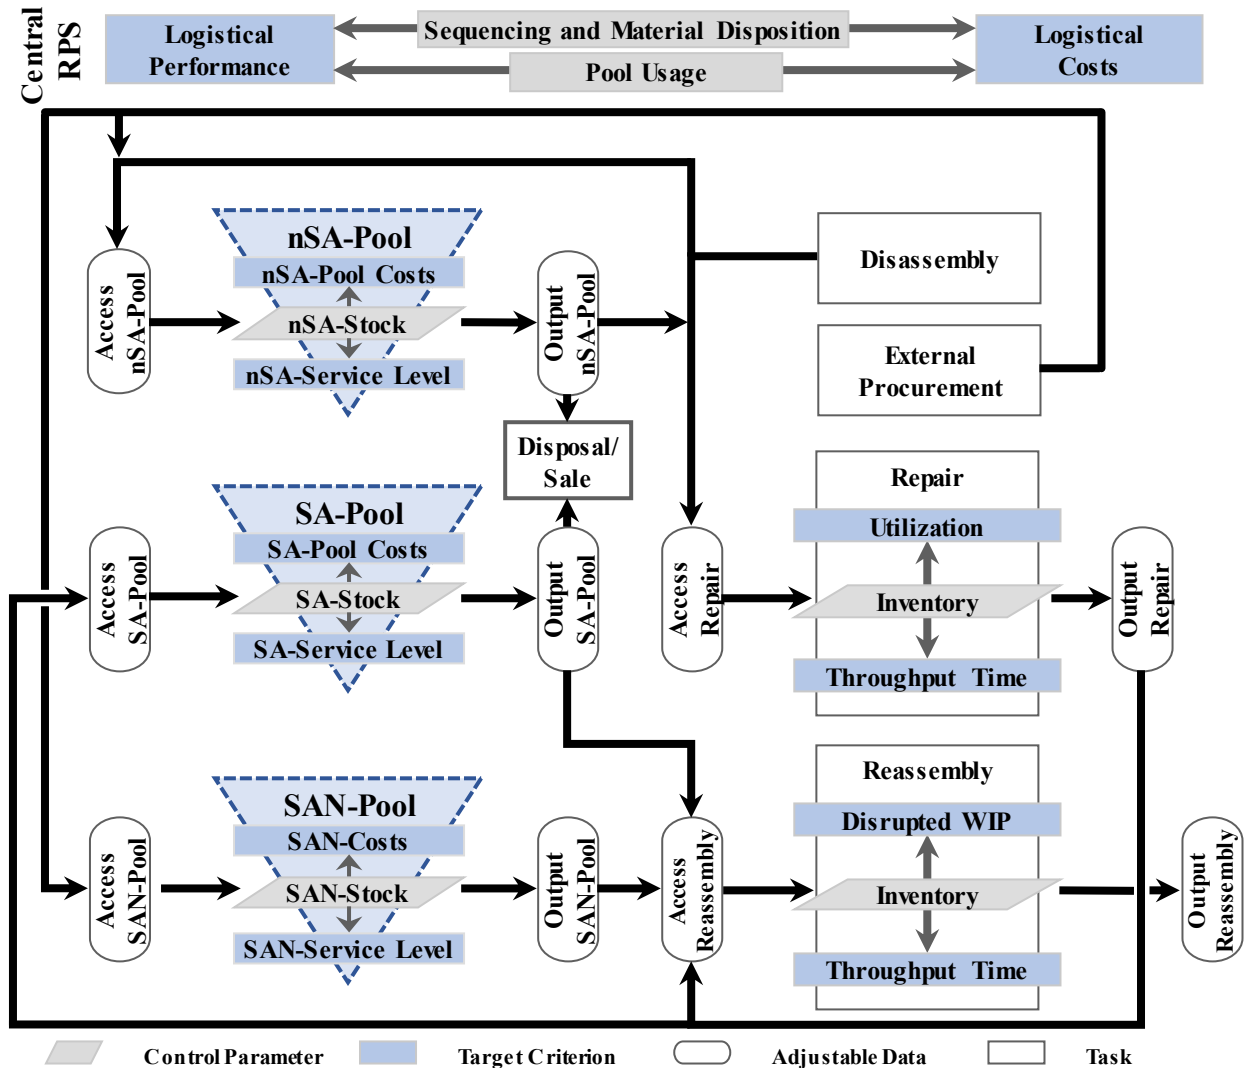 Central
RPS
Logistical
Performance
Sequencing and Material Disposition
Pool Usage
Logistical
Costs
Access
nSA-Pool
nSA-Pool
nSA-Pool Costs
nSA-Stock
nSA-Service Level
Output
nSA-Pool
Disassembly
External
Procurement
Disposal/
Sale
Access
SA-Pool
SA-Pool
SA-Pool Costs
SA-Stock
SA-Service Level
Output
SA-Pool
Access
Repair
Repair
Utilization
Inventory
Throughput Time
Output
Repair
Access
SAN-Pool
SAN-Pool
SAN-Costs
SAN-Stock
SAN-Service Level
Output
SAN-Pool
Access
Reassembly
Reassembly
Disrupted WIP
Inventory
Throughput Time
Output
Reassembly
Control Parameter
Target Criterion
Adjustable Data
Task